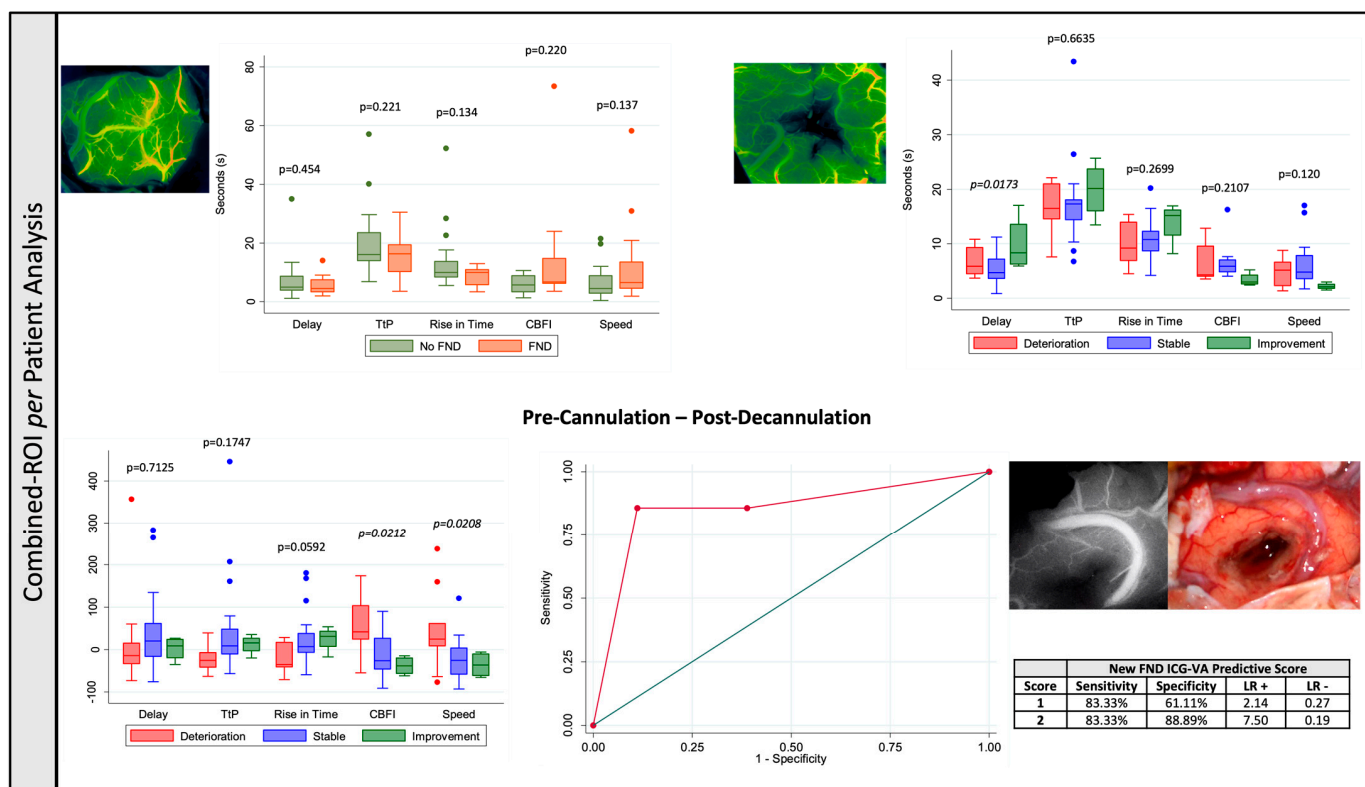 Combined-ROI per Patient Analysis
p=0.220
p=0.221
p=0.134
p=0.137
p=0.454
Seconds (s)
80
60
40
20
0
Delay TtP Rise in Time CBFI Speed
No FND FND
p=0.6635
p=0.0173
p=0.2699
p=0.2107
p=0.120
Seconds (s)
40
30
20
10
0
Delay TtP Rise in Time CBFI Speed
Deterioration Stable Improvement
Pre-Cannulation – Post-Decannulation
p=0.7125
p=0.1747
p=0.0592
p=0.0212
p=0.0208
400
300
200
100
0
-100
Delay TtP Rise in Time CBFI Speed
Deterioration Stable Improvement
Sensitivity
1.00
0.75
0.50
0.25
0.00
0.00 0.25 0.50 0.75 1.00
1 - Specificity
New FND ICG-VA Predictive Score
Score Sensitivity Specificity LR + LR -
1 83.33% 61.11% 2.14 0.27
2 83.33% 88.89% 7.50 0.19